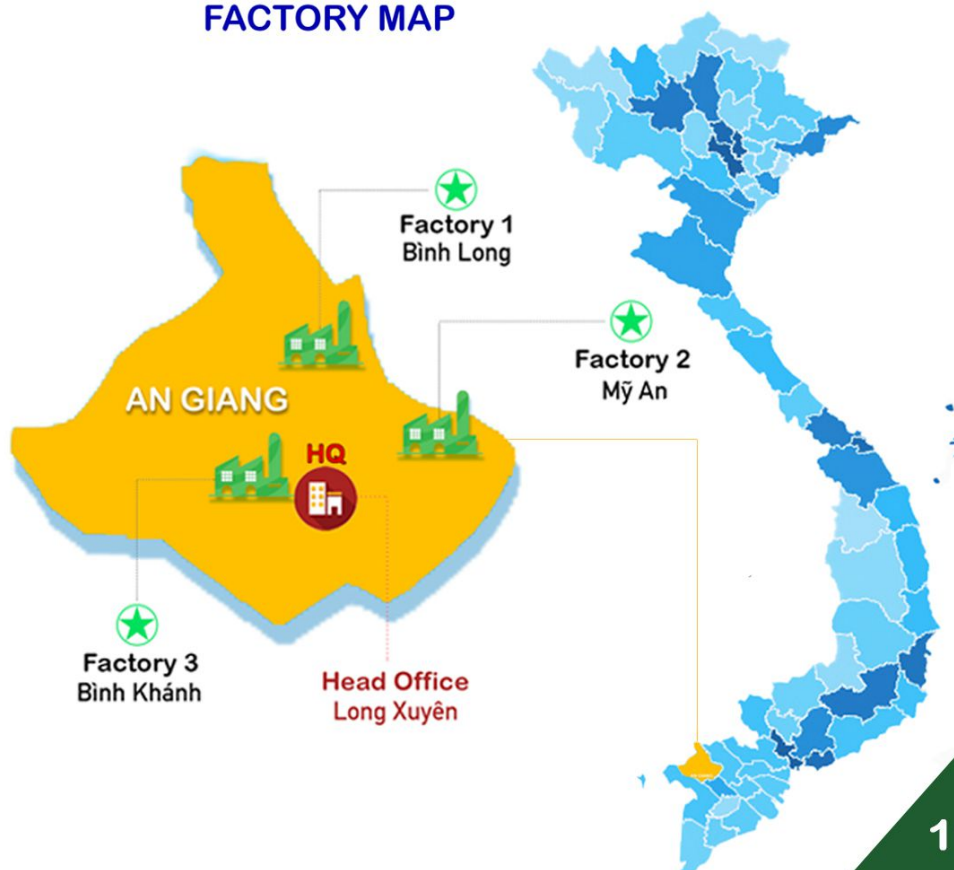 FACTORY MAP
Factory 1
Bình Long
Factory 2
Mỹ An
AN GIANG
HQ
Factory 3
Bình Khánh
Head Office
Long Xuyên
1